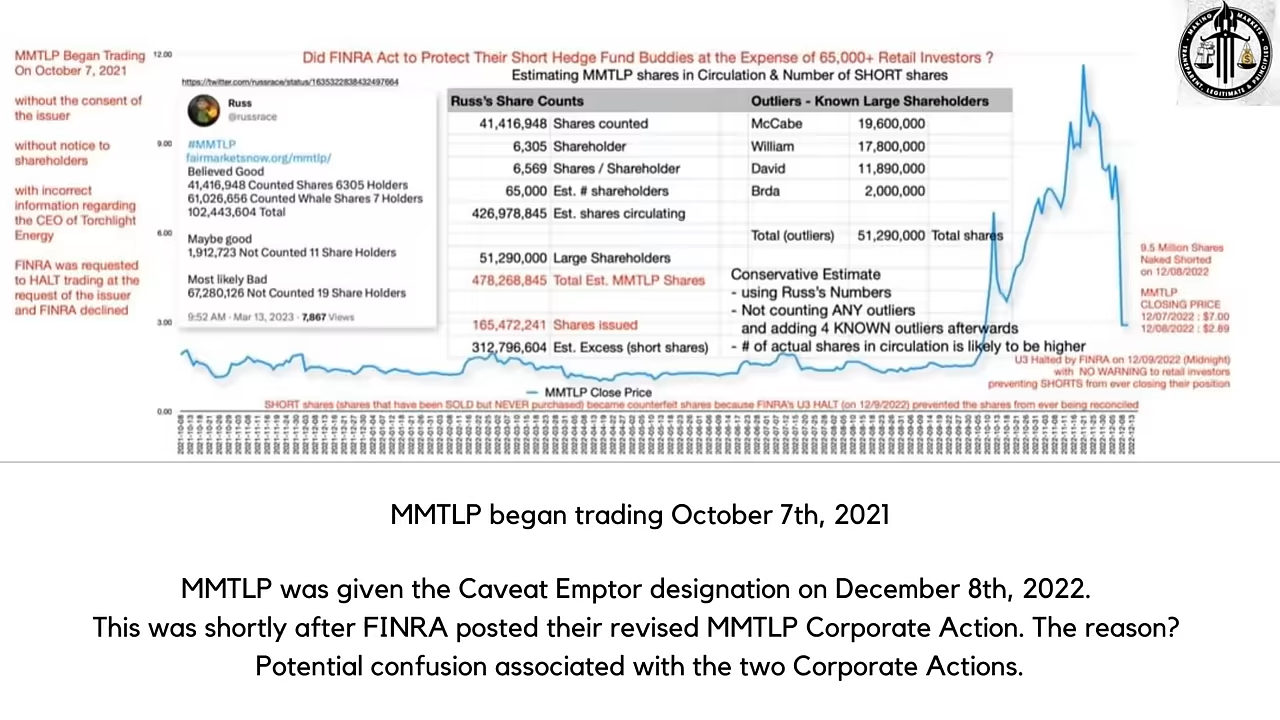 MAKING MARKETS
TRANSPARENT, LEGITIMATE & PRINCIPLED
MMTLP Began Trading
On October 7, 2021
without the consent of
the issuer
without notice to
shareholders
with incorrect
information regarding
the CEO of Torchlight
Energy
FINRA was requested
to HALT trading at the
request of the issuer
and FINRA declined
12.00
9.00
6.00
3.00
0.00
Did FINRA Act to Protect Their Short Hedge Fund Buddies at the Expense of 65,000+ Retail Investors ?
Estimating MMTLP shares in Circulation & Number of SHORT shares
https://twitter.com/russrace/status/1635322838432497664
Russ
@russrace
#MMTLP
fairmarketsnow.org/mmtlp/
Believed Good
41,416,948 Counted Shares 6305 Holders
61,026,656 Counted Whale Shares 7 Holders
102,443,604 Total
Maybe good
1,912,723 Not Counted 11 Share Holders
Most likely Bad
67,280,126 Not Counted 19 Share Holders
9:52 AM · Mar 13, 2023 · 7,867 Views
Russ's Share Counts
41,416,948 Shares counted
6,305 Shareholder
6,569 Shares / Shareholder
65,000 Est. # shareholders
426,978,845 Est. shares circulating
51,290,000 Large Shareholders
478,268,845 Total Est. MMTLP Shares
165,472,241 Shares issued
312,796,604 Est. Excess (short shares)
Outliers - Known Large Shareholders
McCabe 19,600,000
William 17,800,000
David 11,890,000
Brda 2,000,000
Total (outliers) 51,290,000 Total shares
Conservative Estimate
- using Russ's Numbers
- Not counting ANY outliers
and adding 4 KNOWN outliers afterwards
- # of actual shares in circulation is likely to be higher
9.5 Million Shares
Naked Shorted
on 12/08/2022
MMTLP
CLOSING PRICE
12/07/2022 : $7.00
12/08/2022 : $2.89
U3 Halted by FINRA on 12/09/2022 (Midnight)
with NO WARNING to retail investors
preventing SHORTS from ever closing their position
MMTLP Close Price
SHORT shares (shares that have been SOLD but NEVER purchased) became counterfeit shares because FINRA's U3 HALT (on 12/9/2022) prevented the shares from ever being reconciled
MMTLP began trading October 7th, 2021
MMTLP was given the Caveat Emptor designation on December 8th, 2022.
This was shortly after FINRA posted their revised MMTLP Corporate Action. The reason?
Potential confusion associated with the two Corporate Actions.